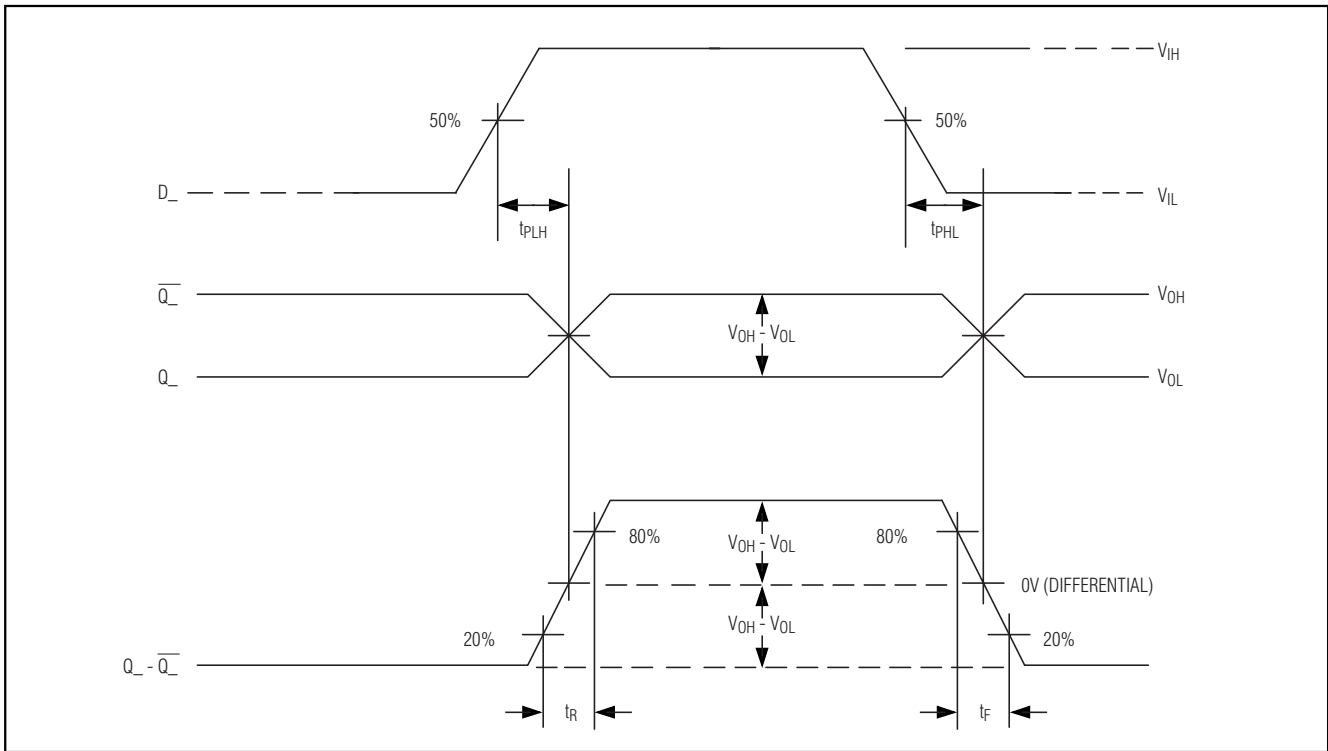 V_IH
50% 50%
D_ V_IL
t_PLH t_PHL
Q̅_̅ V_OH
V_OH - V_OL
Q_ V_OL
80% V_OH - V_OL 80%
0V (DIFFERENTIAL)
20% V_OH - V_OL 20%
Q_ - Q̅_̅
t_R t_F